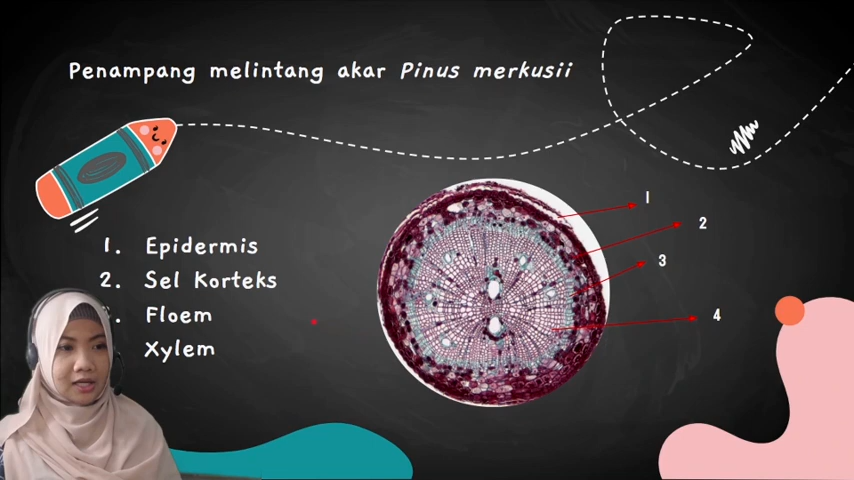 Penampang melintang akar Pinus merkusii
1. Epidermis
2. Sel Korteks
. Floem
Xylem
1
2
3
4